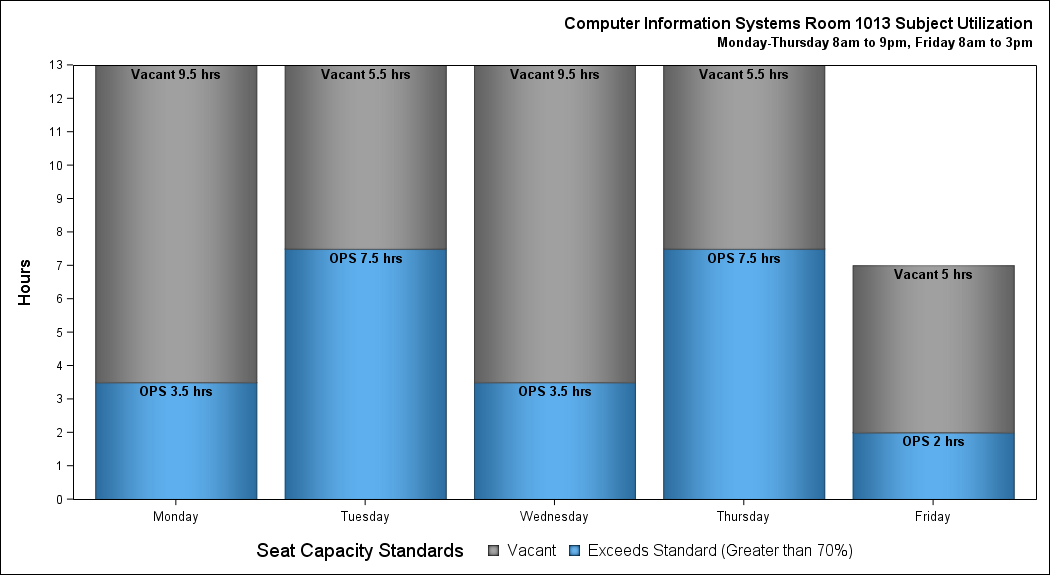 Computer Information Systems Room 1013 Subject Utilization
Monday-Thursday 8am to 9pm, Friday 8am to 3pm
Hours
13
12
11
10
9
8
7
6
5
4
3
2
1
0
Vacant 9.5 hrs
OPS 3.5 hrs
Vacant 5.5 hrs
OPS 7.5 hrs
Vacant 9.5 hrs
OPS 3.5 hrs
Vacant 5.5 hrs
OPS 7.5 hrs
Vacant 5 hrs
OPS 2 hrs
Monday Tuesday Wednesday Thursday Friday
Seat Capacity Standards Vacant Exceeds Standard (Greater than 70%)